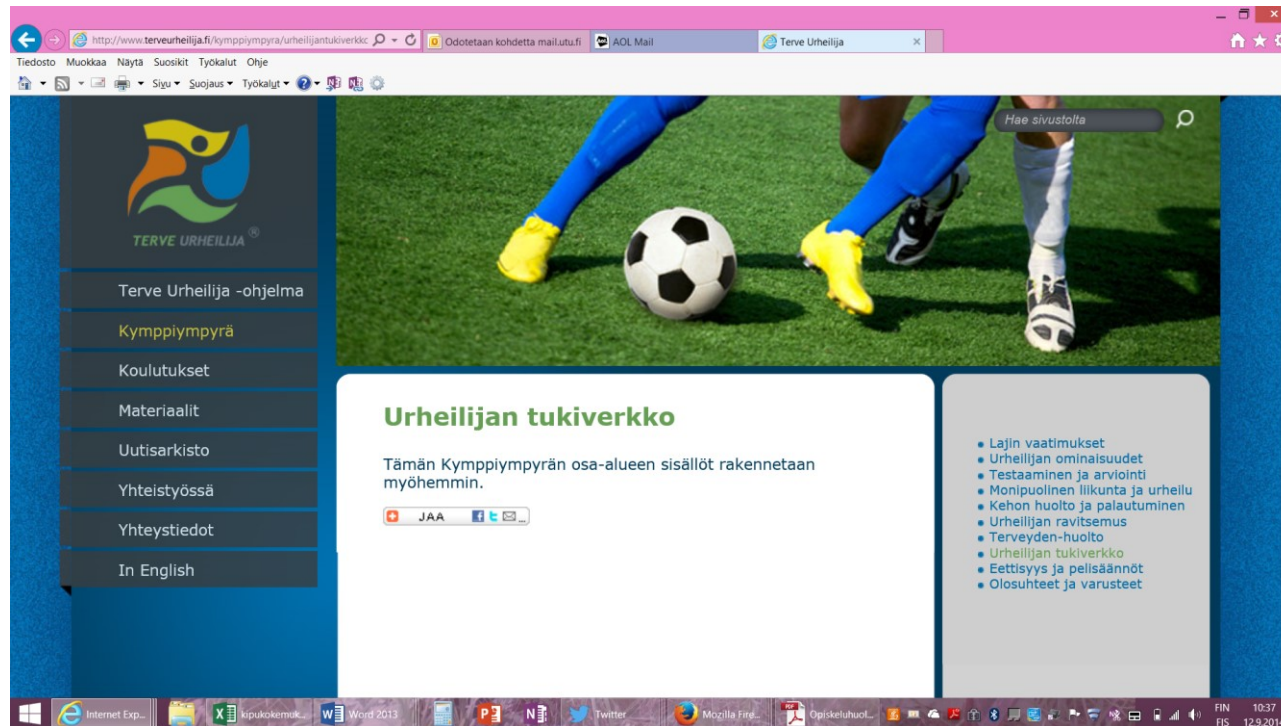 http://www.terveurheilija.fi/kymppiympyra/urheilijantukiverkkc
Odotetaan kohdetta mail.utu.fi
AOL Mail
Terve Urheilija
Tiedosto Muokkaa Näytä Suosikit Työkalut Ohje
Sivu Suojaus Työkalut
Hae sivustolta
TERVE URHEILIJA ®
Terve Urheilija -ohjelma
Kymppiympyrä
Koulutukset
Materiaalit
Uutisarkisto
Yhteistyössä
Yhteystiedot
In English
Urheilijan tukiverkko
Tämän Kymppiympyrän osa-alueen sisällöt rakennetaan
myöhemmin.
JAA
Lajin vaatimukset
Urheilijan ominaisuudet
Testaaminen ja arviointi
Monipuolinen liikunta ja urheilu
Kehon huolto ja palautuminen
Urheilijan ravitsemus
Terveyden-huolto
Urheilijan tukiverkko
Eettisyys ja pelisäännöt
Olosuhteet ja varusteet
Internet Exp...
kipukokemuk...
Word 2013
Twitter
Mozilla Fire...
Opiskeluhuol...
FIN 10:37
FIS 12.9.201